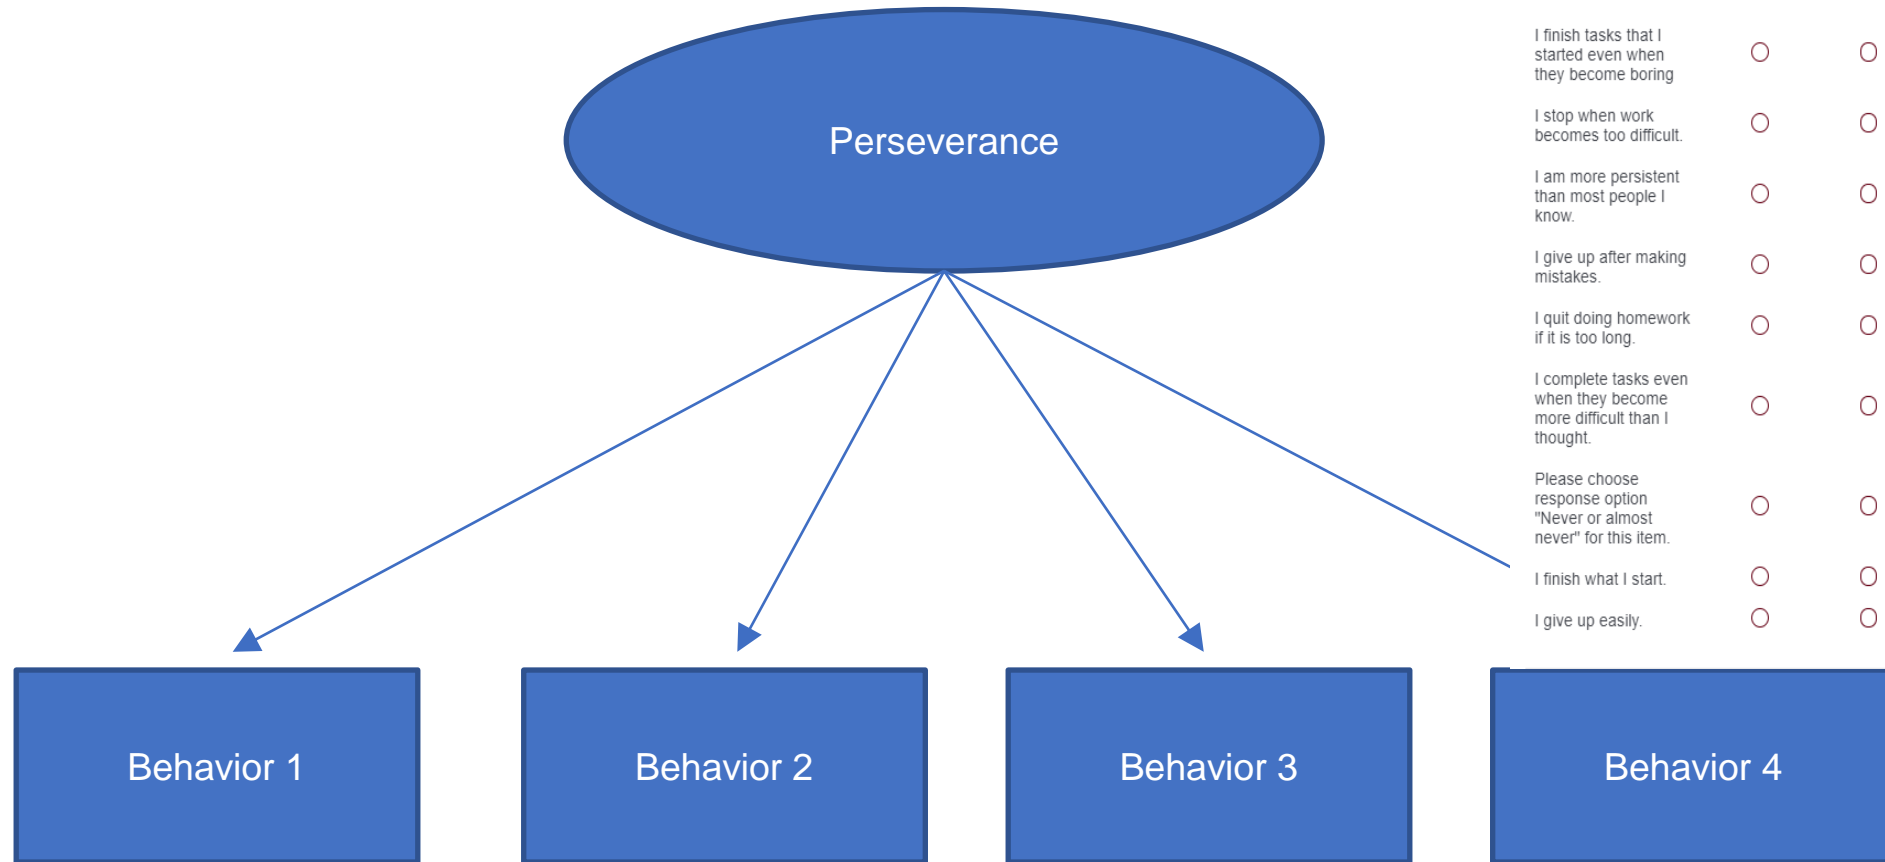 Perseverance
I finish tasks that I
started even when
they become boring
I stop when work
becomes too difficult.
I am more persistent
than most people I
know.
I give up after making
mistakes.
I quit doing homework
if it is too long.
I complete tasks even
when they become
more difficult than I
thought.
Please choose
response option
"Never or almost
never" for this item.
I finish what I start.
I give up easily.
Behavior 1
Behavior 2
Behavior 3
Behavior 4